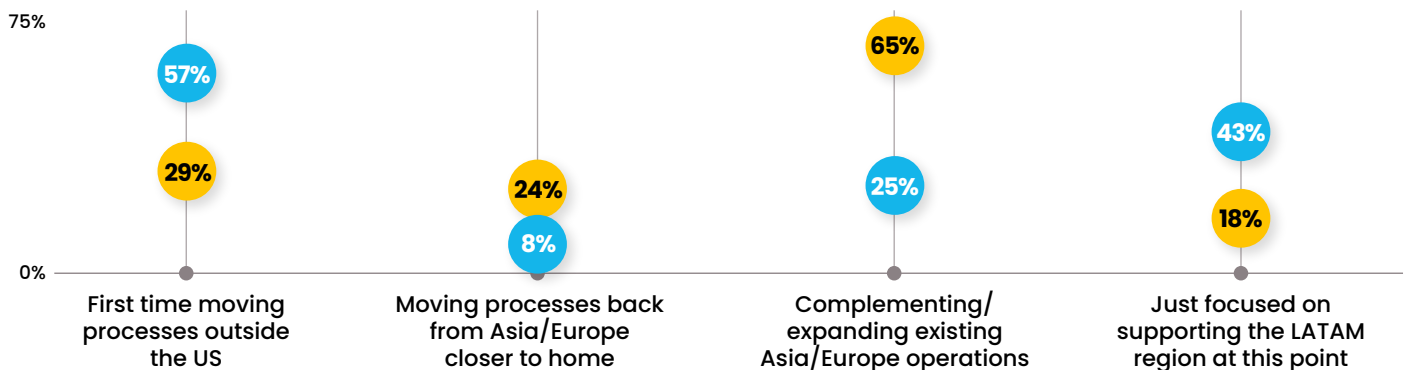 75%
57%
29%
24%
8%
65%
25%
43%
18%
0%
First time moving
processes outside
the US
Moving processes back
from Asia/Europe
closer to home
Complementing/
expanding existing
Asia/Europe operations
Just focused on
supporting the LATAM
region at this point